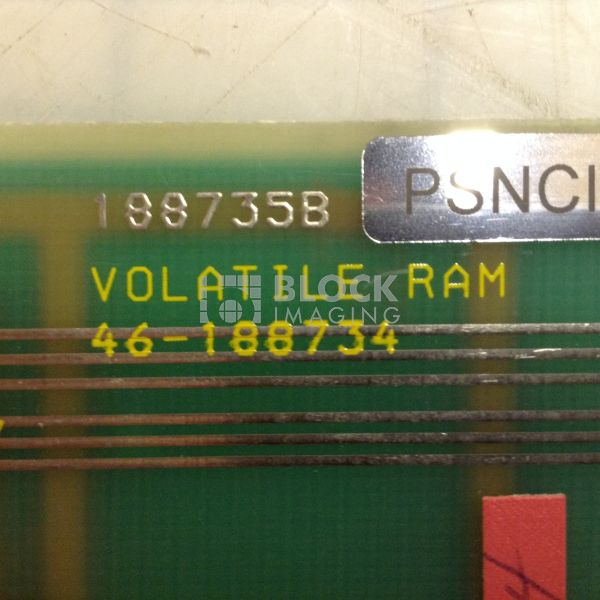 188735B
PSNCI
VOLATILE RAM
46-188734
BLOCK
IMAGING